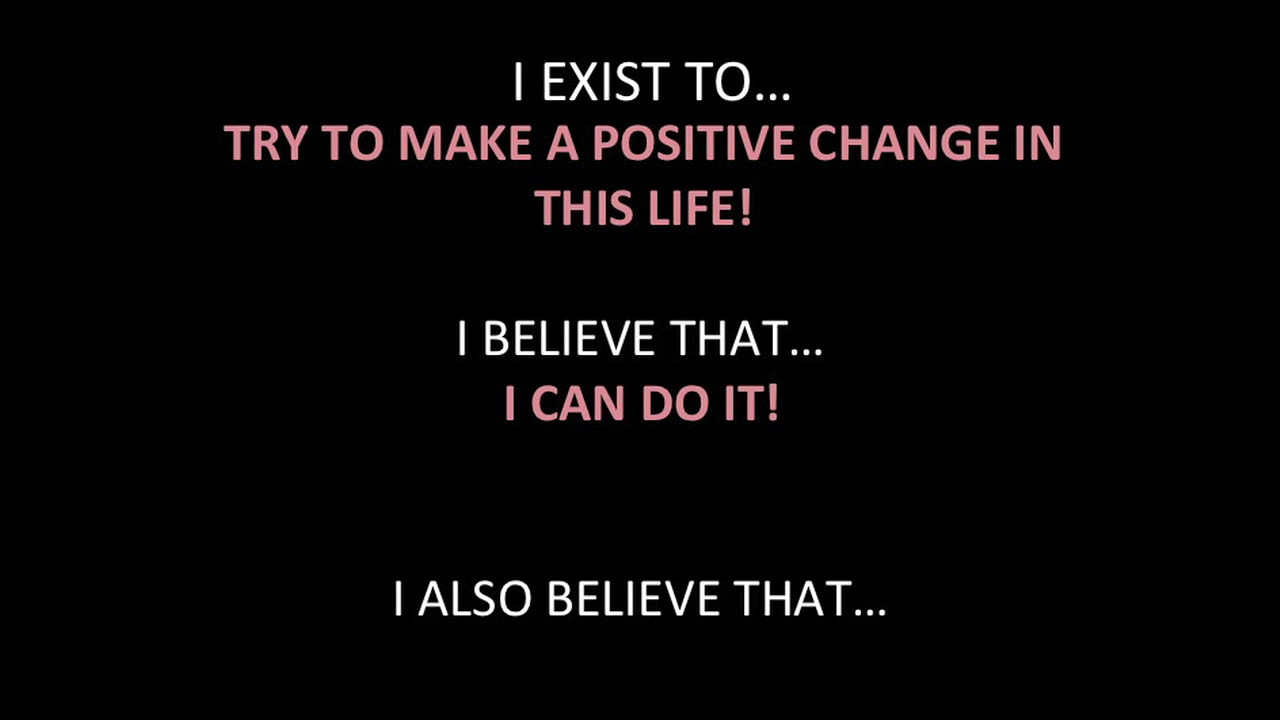 I EXIST TO...
TRY TO MAKE A POSITIVE CHANGE IN
THIS LIFE!
I BELIEVE THAT...
I CAN DO IT!
I ALSO BELIEVE THAT...